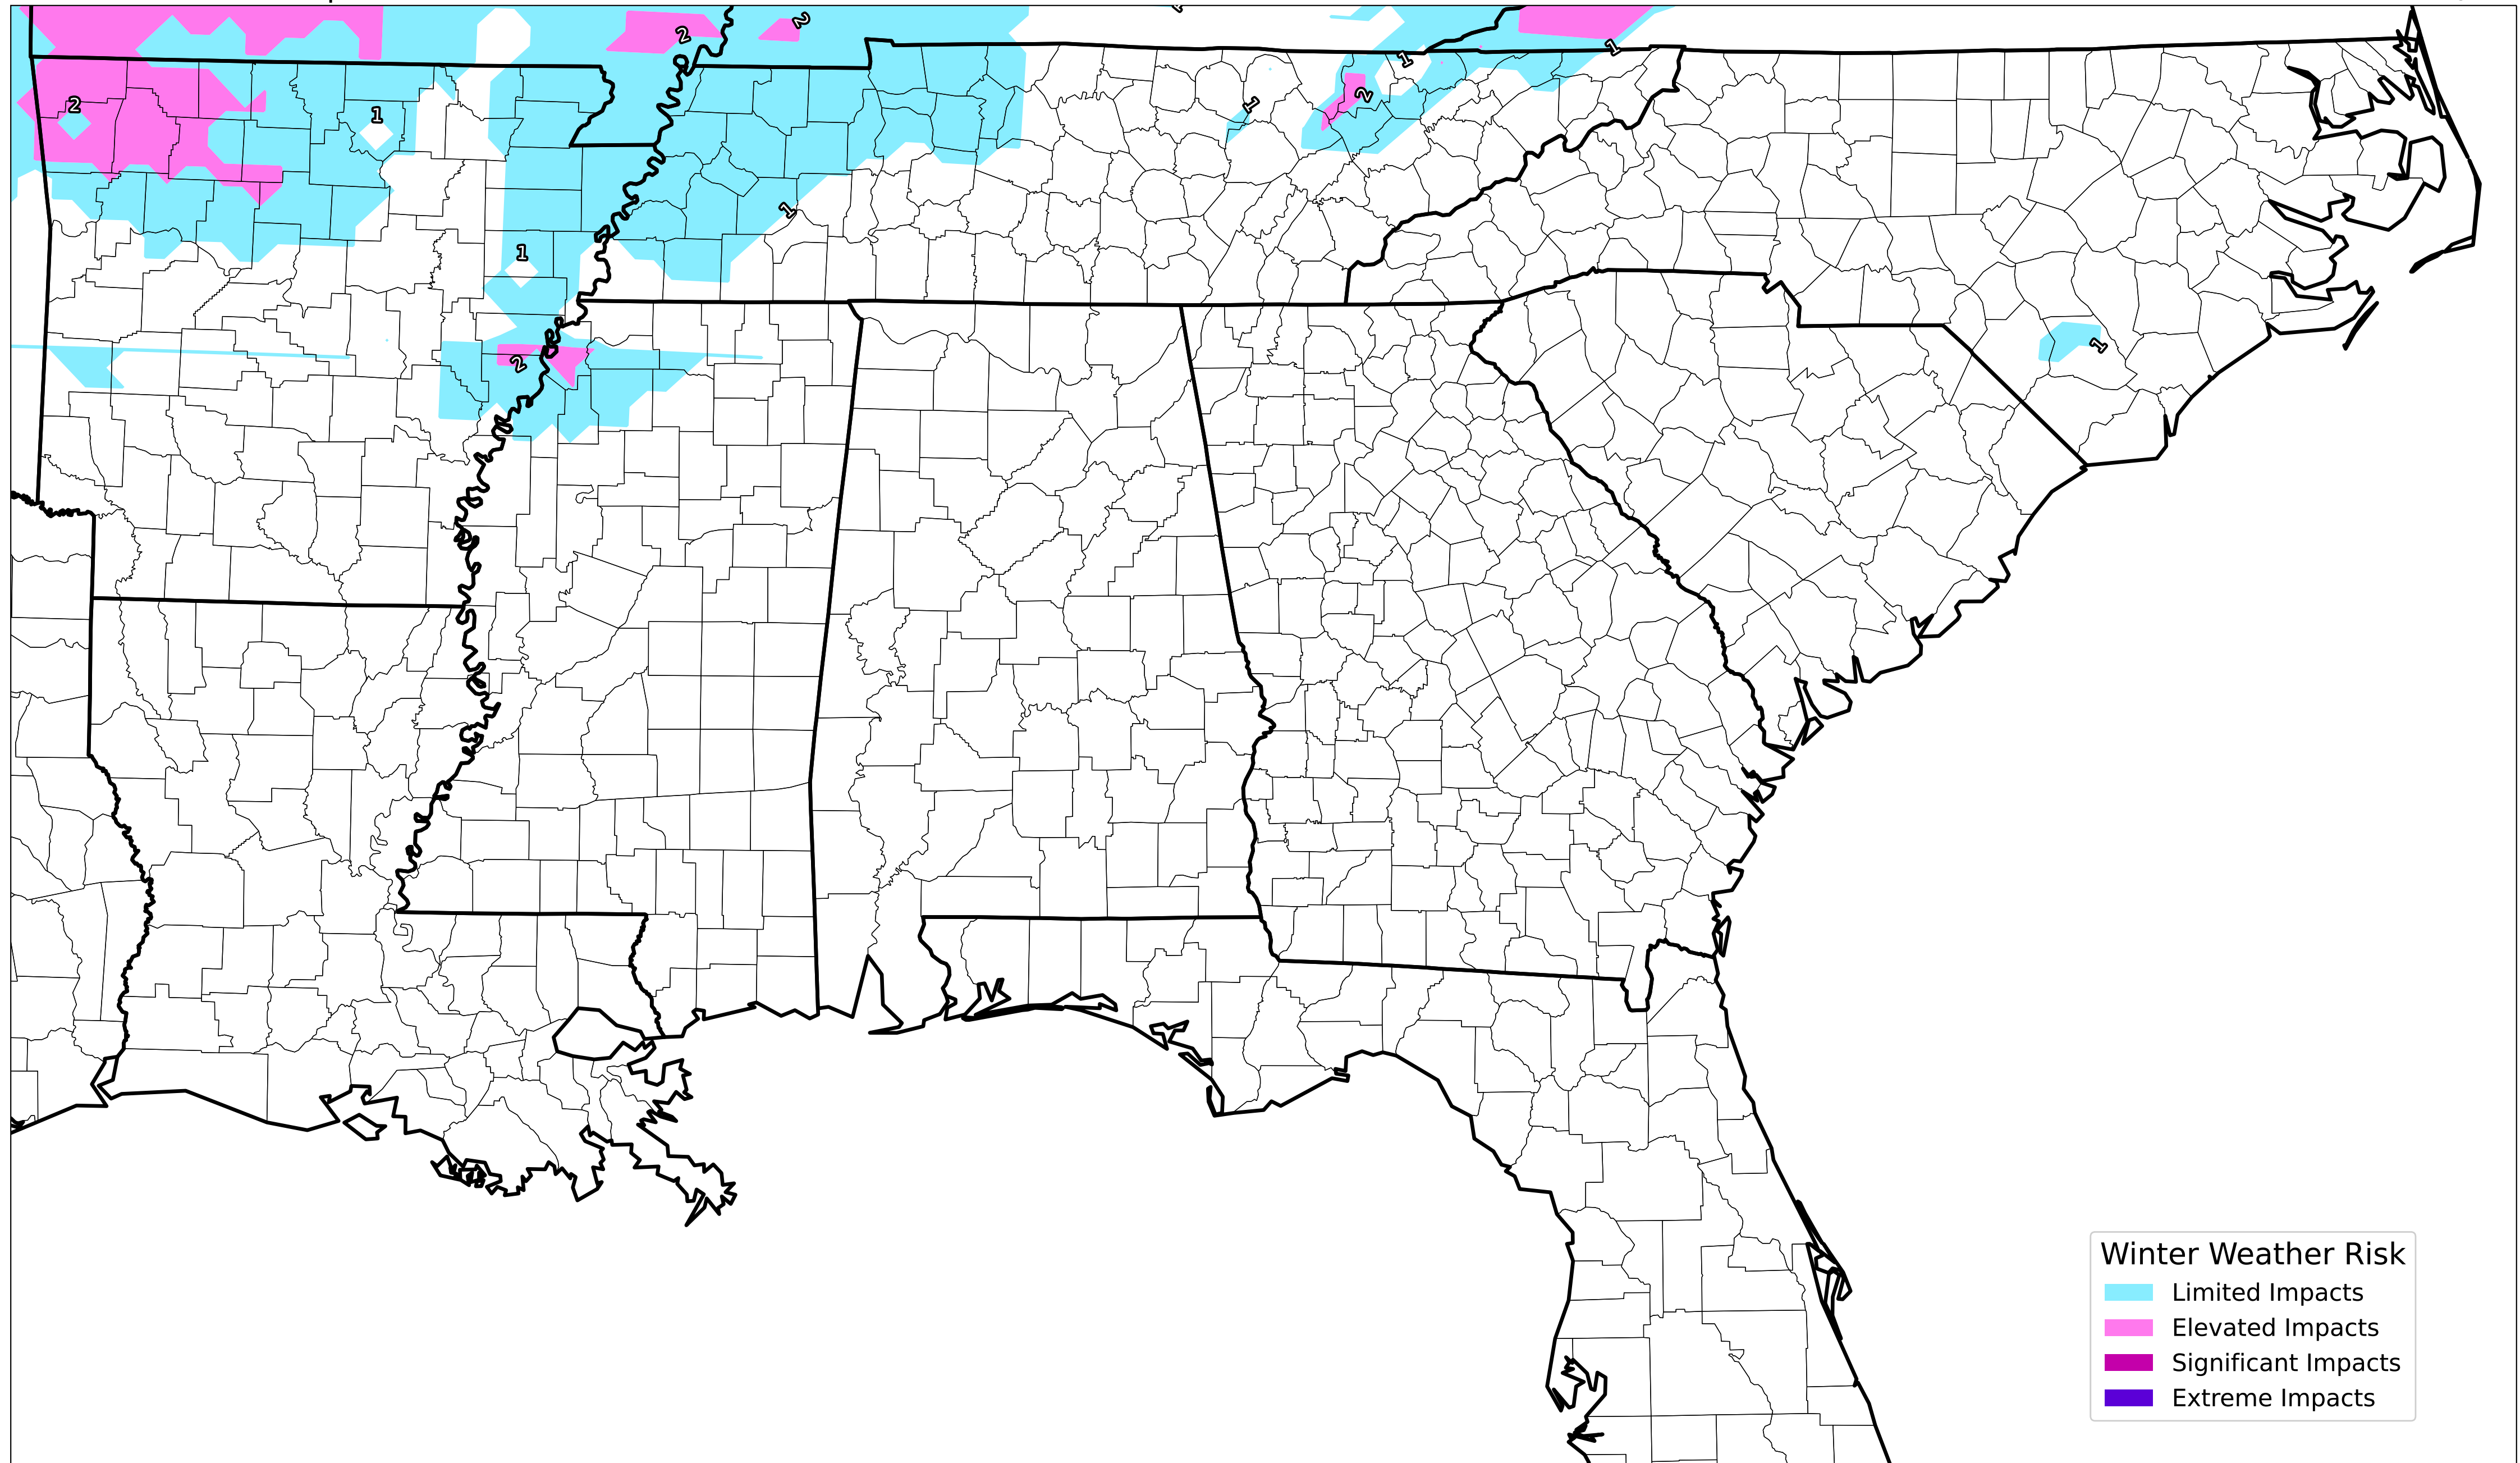 2
2
1
1
2
1
2
1
1
1
1
2
1
Winter Weather Risk
Limited Impacts
Elevated Impacts
Significant Impacts
Extreme Impacts